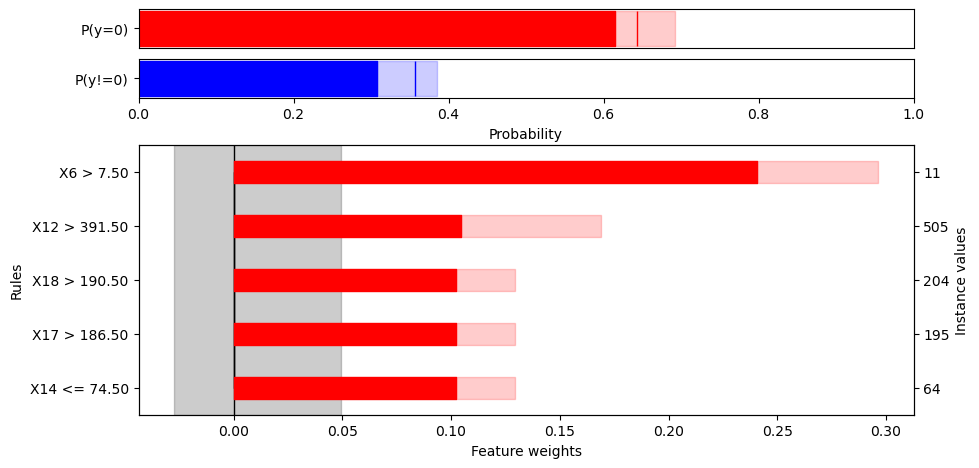 P(y=0)
P(y!=0)
0.0 0.2 0.4 0.6 0.8 1.0
Probability
X6 > 7.50 11
X12 > 391.50 505
X18 > 190.50 204
X17 > 186.50 195
X14 <= 74.50 64
Rules
Instance values
0.00 0.05 0.10 0.15 0.20 0.25 0.30
Feature weights